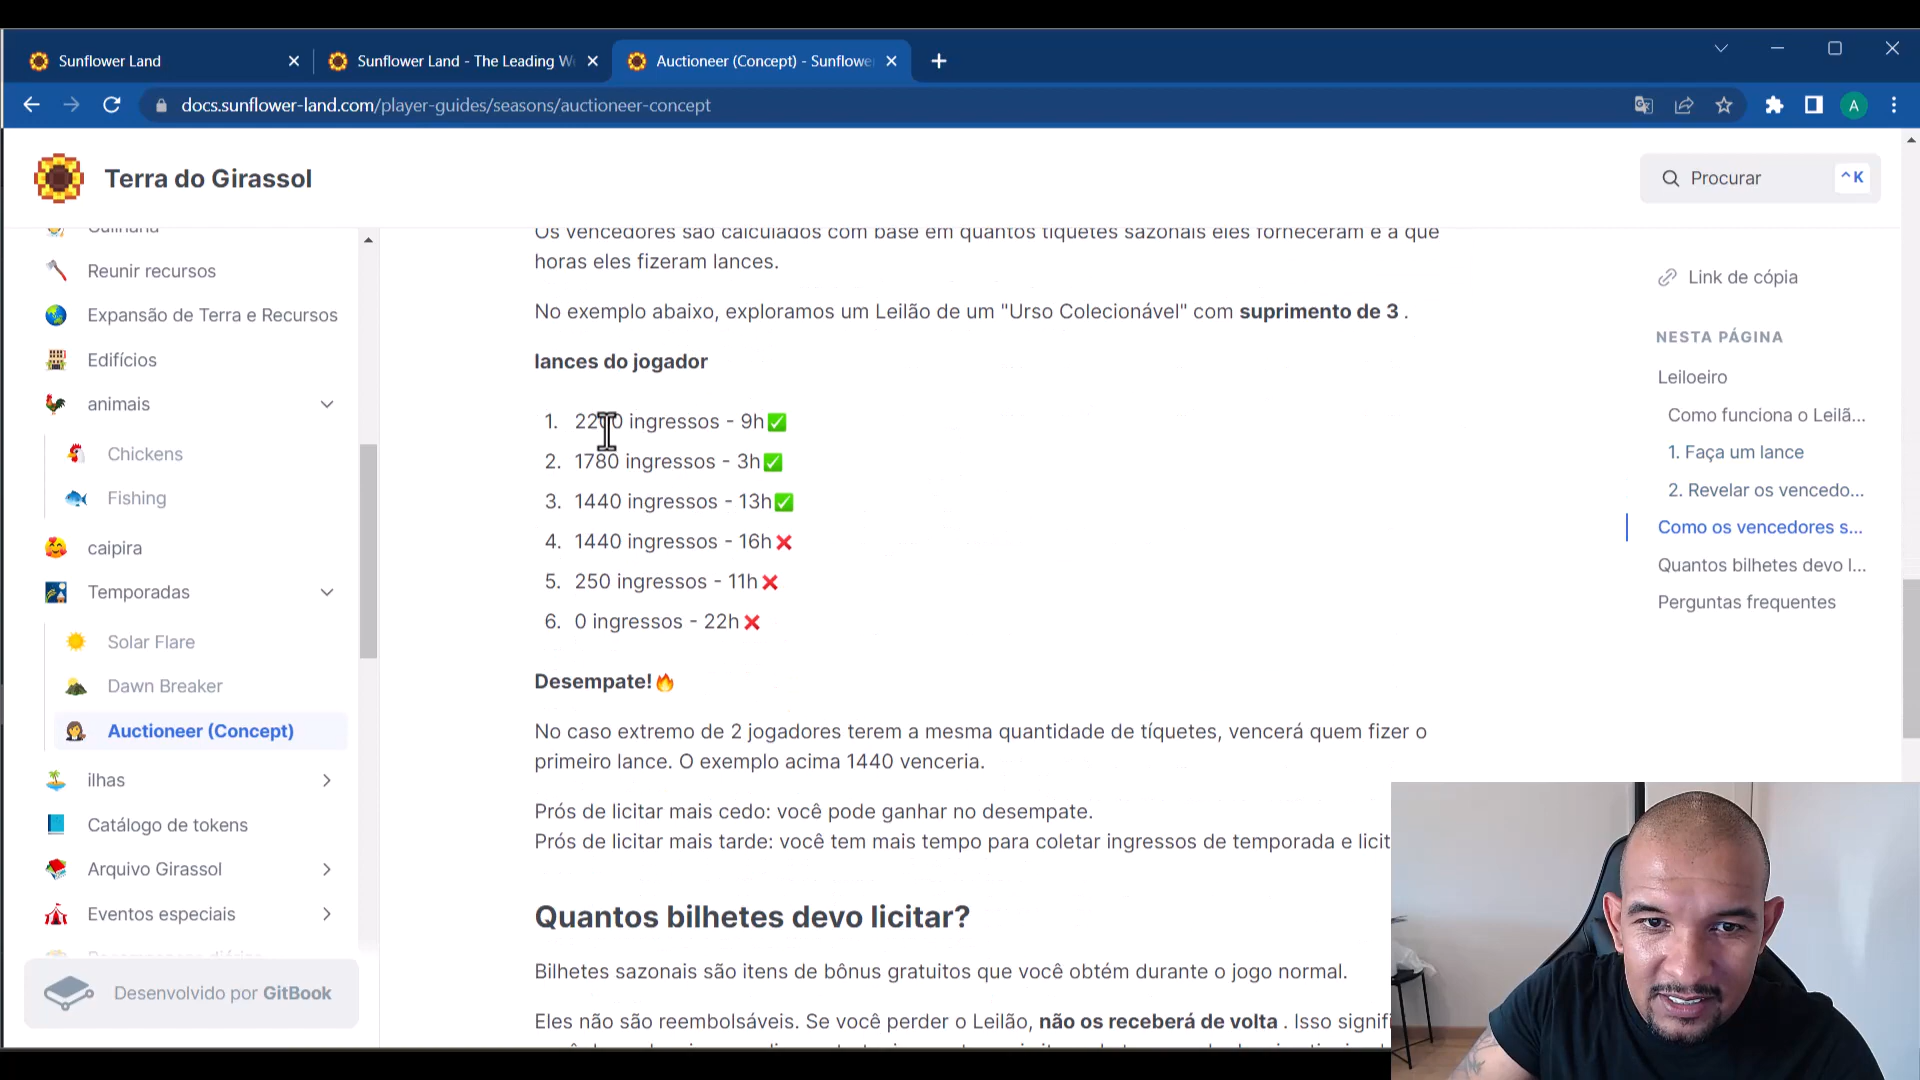 Sunflower Land
Sunflower Land - The Leading W
Auctioneer (Concept) - Sunflowe
docs.sunflower-land.com/player-guides/seasons/auctioneer-concept
A
Terra do Girassol
Procurar
^K
Culinária
Reunir recursos
Expansão de Terra e Recursos
Edifícios
animais
Chickens
Fishing
caipira
Temporadas
Solar Flare
Dawn Breaker
Auctioneer (Concept)
ilhas
Catálogo de tokens
Arquivo Girassol
Eventos especiais
Desenvolvido por GitBook
Os vencedores são calculados com base em quantos tíquetes sazonais eles forneceram e a que
horas eles fizeram lances.
No exemplo abaixo, exploramos um Leilão de um "Urso Colecionável" com suprimento de 3 .
lances do jogador
1. 2200 ingressos - 9h✅
2. 1780 ingressos - 3h✅
3. 1440 ingressos - 13h✅
4. 1440 ingressos - 16h❌
5. 250 ingressos - 11h❌
6. 0 ingressos - 22h❌
Desempate!🔥
No caso extremo de 2 jogadores terem a mesma quantidade de tíquetes, vencerá quem fizer o
primeiro lance. O exemplo acima 1440 venceria.
Prós de licitar mais cedo: você pode ganhar no desempate.
Prós de licitar mais tarde: você tem mais tempo para coletar ingressos de temporada e licit
Quantos bilhetes devo licitar?
Bilhetes sazonais são itens de bônus gratuitos que você obtém durante o jogo normal.
Eles não são reembolsáveis. Se você perder o Leilão, não os receberá de volta . Isso signifi
Link de cópia
NESTA PÁGINA
Leiloeiro
Como funciona o Leilã...
1. Faça um lance
2. Revelar os vencedo...
Como os vencedores s...
Quantos bilhetes devo l...
Perguntas frequentes